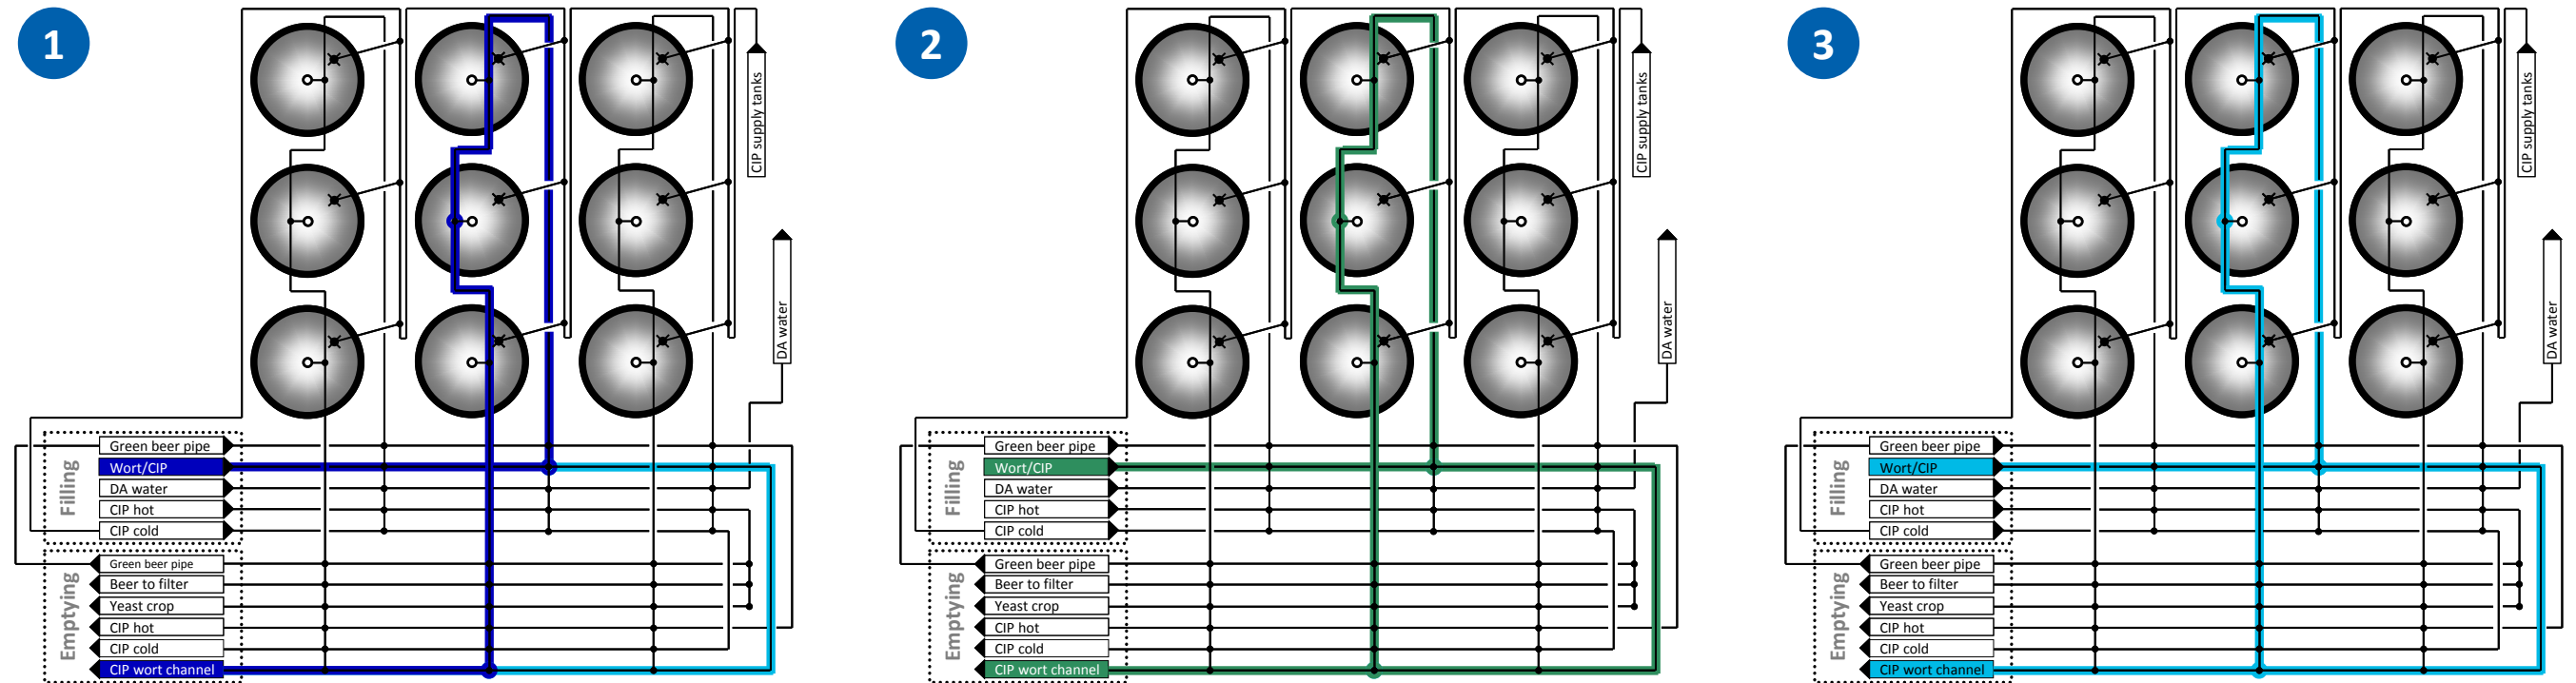 1
CIP supply tanks
DA water
Filling
Green beer pipe
Wort/CIP
DA water
CIP hot
CIP cold
Emptying
Green beer pipe
Beer to filter
Yeast crop
CIP hot
CIP cold
CIP wort channel
2
CIP supply tanks
DA water
Filling
Green beer pipe
Wort/CIP
DA water
CIP hot
CIP cold
Emptying
Green beer pipe
Beer to filter
Yeast crop
CIP hot
CIP cold
CIP wort channel
3
CIP supply tanks
DA water
Filling
Green beer pipe
Wort/CIP
DA water
CIP hot
CIP cold
Emptying
Green beer pipe
Beer to filter
Yeast crop
CIP hot
CIP cold
CIP wort channel